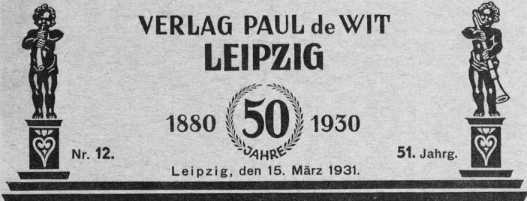 VERLAG PAUL de WIT
LEIPZIG
1880 50 1930
JAHRE
Nr. 12. 51. Jahrg.
Leipzig, den 15. März 1931.